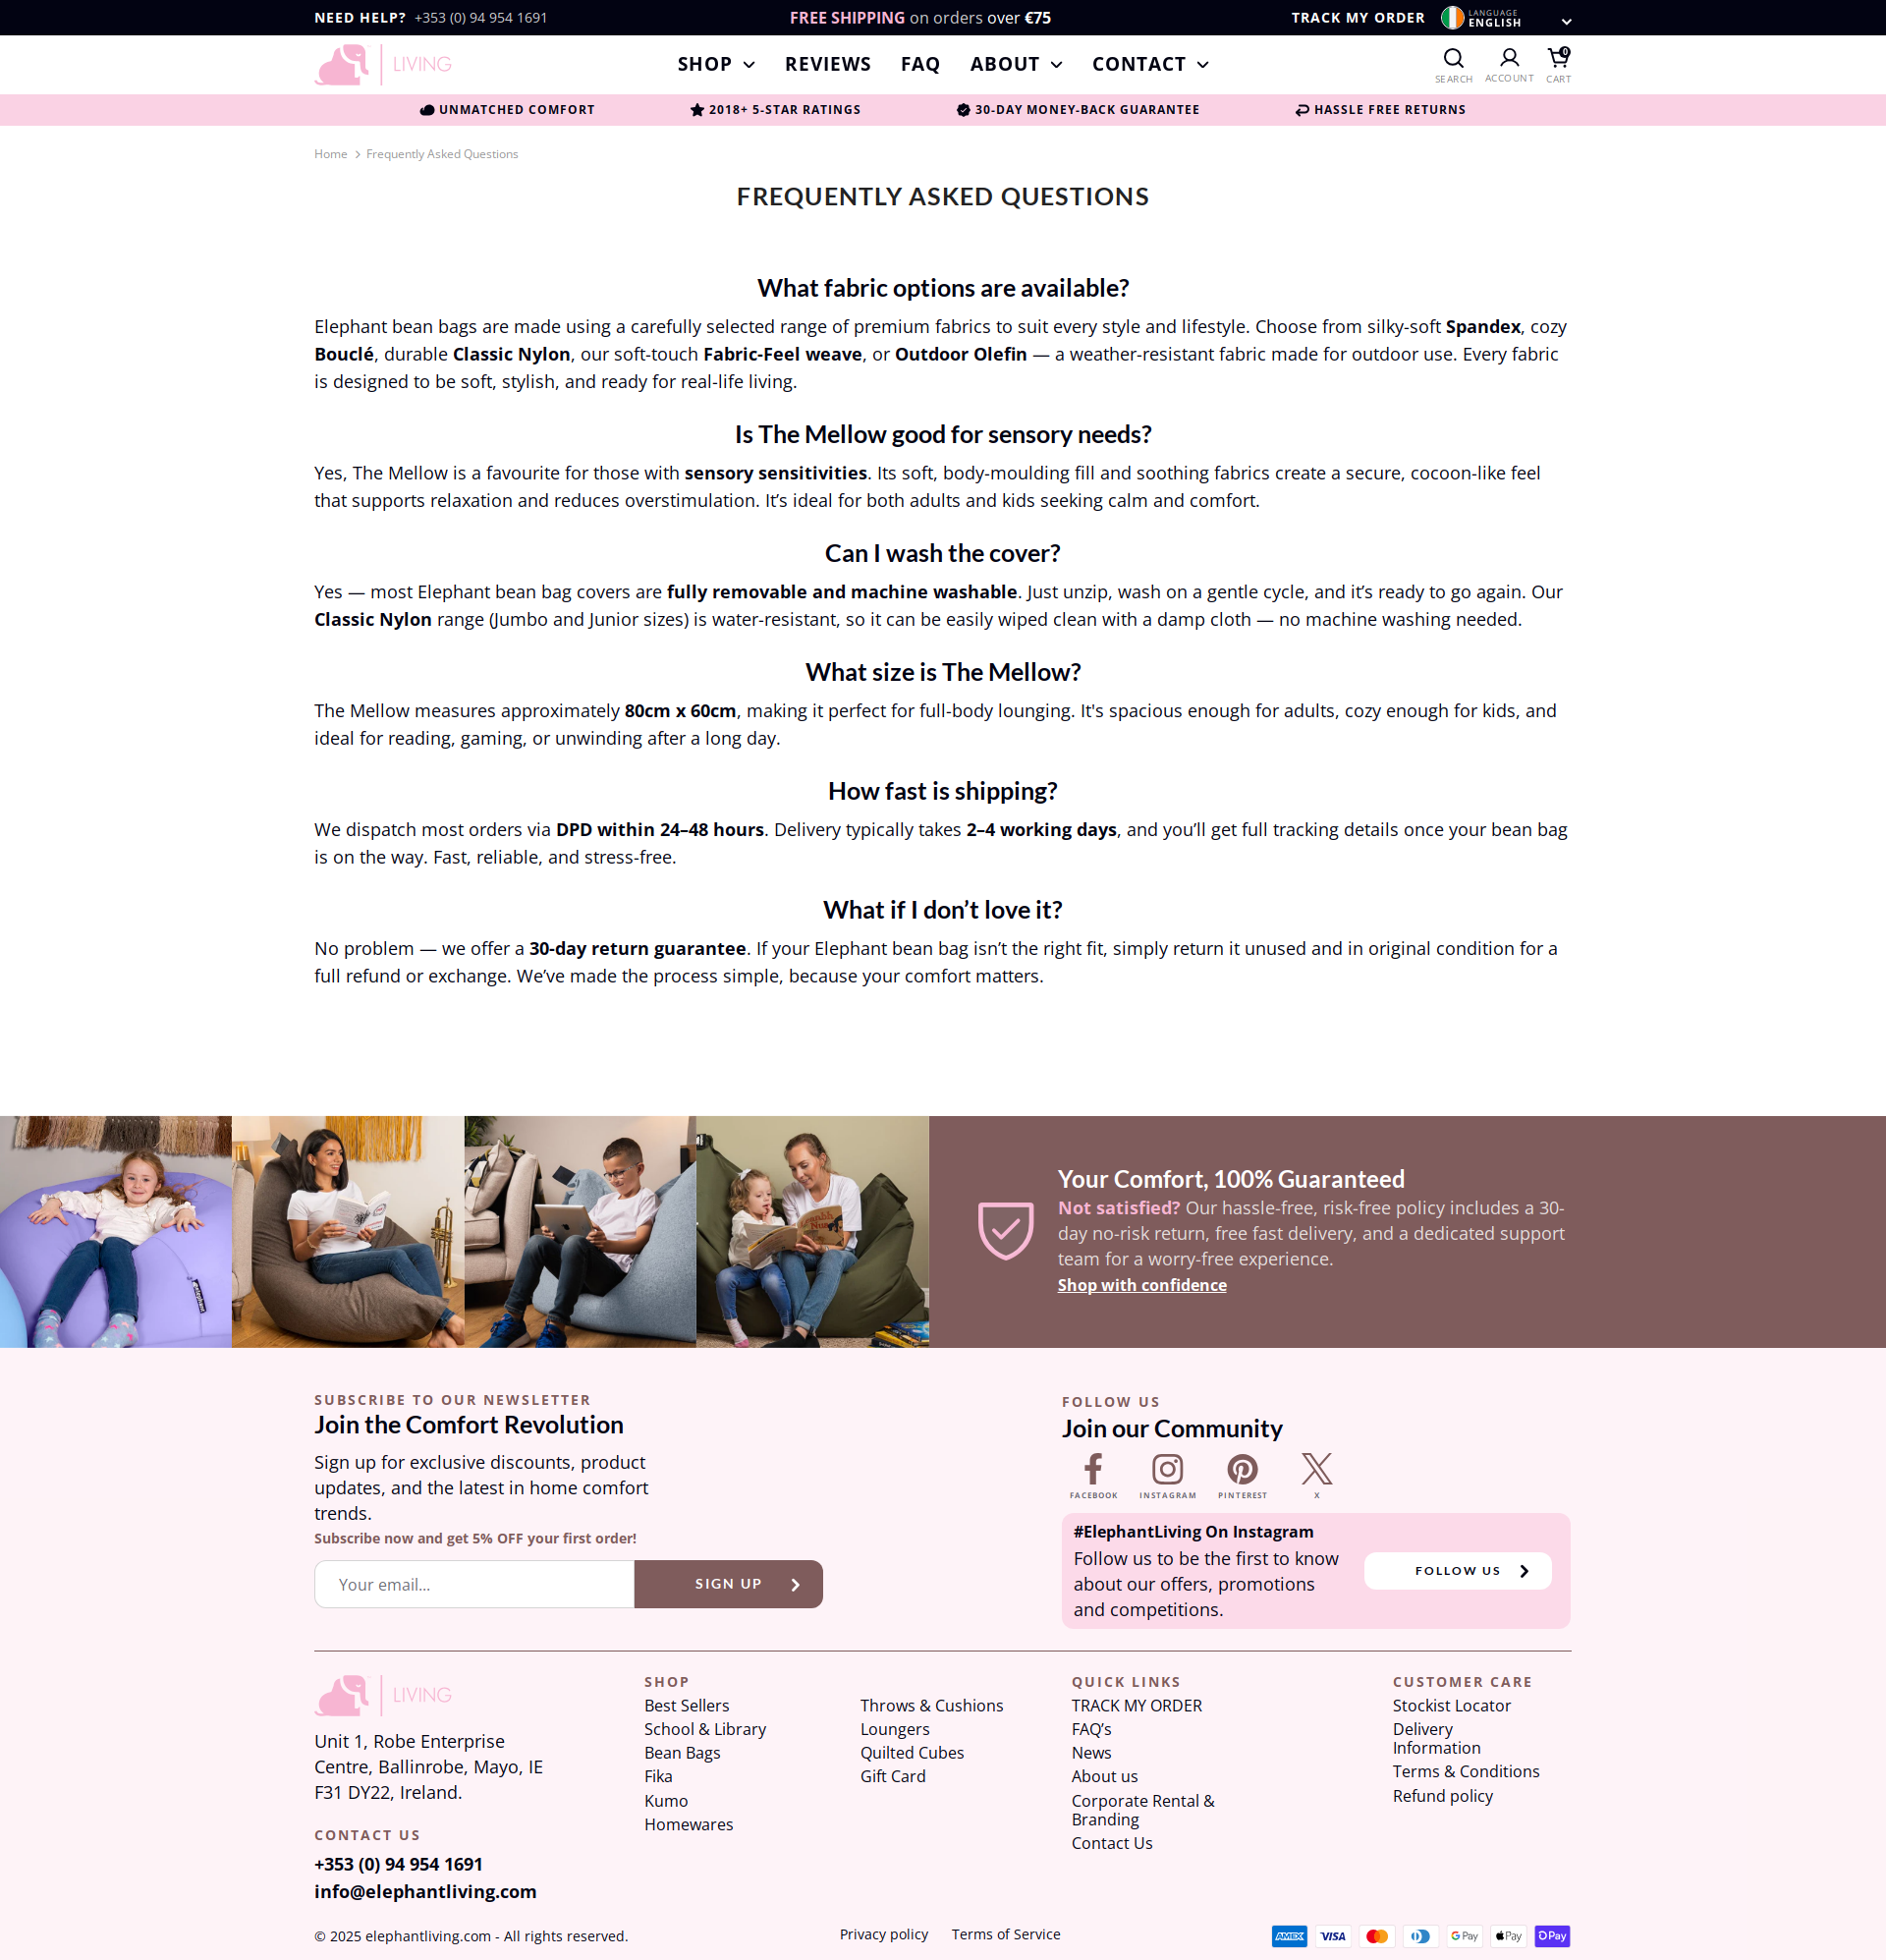 NEED HELP? +353 (0) 94 954 1691
FREE SHIPPING on orders over €75
TRACK MY ORDER
LANGUAGE
ENGLISH
LIVING
SHOP
REVIEWS
FAQ
ABOUT
CONTACT
SEARCH
ACCOUNT
0
CART
UNMATCHED COMFORT
2018+ 5-STAR RATINGS
30-DAY MONEY-BACK GUARANTEE
HASSLE FREE RETURNS
Home > Frequently Asked Questions
FREQUENTLY ASKED QUESTIONS
What fabric options are available?
Elephant bean bags are made using a carefully selected range of premium fabrics to suit every style and lifestyle. Choose from silky-soft Spandex, cozy
Bouclé, durable Classic Nylon, our soft-touch Fabric-Feel weave, or Outdoor Olefin — a weather-resistant fabric made for outdoor use. Every fabric
is designed to be soft, stylish, and ready for real-life living.
Is The Mellow good for sensory needs?
Yes, The Mellow is a favourite for those with sensory sensitivities. Its soft, body-moulding fill and soothing fabrics create a secure, cocoon-like feel
that supports relaxation and reduces overstimulation. It’s ideal for both adults and kids seeking calm and comfort.
Can I wash the cover?
Yes — most Elephant bean bag covers are fully removable and machine washable. Just unzip, wash on a gentle cycle, and it’s ready to go again. Our
Classic Nylon range (Jumbo and Junior sizes) is water-resistant, so it can be easily wiped clean with a damp cloth — no machine washing needed.
What size is The Mellow?
The Mellow measures approximately 80cm x 60cm, making it perfect for full-body lounging. It's spacious enough for adults, cozy enough for kids, and
ideal for reading, gaming, or unwinding after a long day.
How fast is shipping?
We dispatch most orders via DPD within 24–48 hours. Delivery typically takes 2–4 working days, and you’ll get full tracking details once your bean bag
is on the way. Fast, reliable, and stress-free.
What if I don’t love it?
No problem — we offer a 30-day return guarantee. If your Elephant bean bag isn’t the right fit, simply return it unused and in original condition for a
full refund or exchange. We’ve made the process simple, because your comfort matters.
Your Comfort, 100% Guaranteed
Not satisfied? Our hassle-free, risk-free policy includes a 30-
day no-risk return, free fast delivery, and a dedicated support
team for a worry-free experience.
Shop with confidence
SUBSCRIBE TO OUR NEWSLETTER
Join the Comfort Revolution
Sign up for exclusive discounts, product
updates, and the latest in home comfort
trends.
Subscribe now and get 5% OFF your first order!
Your email...
SIGN UP
FOLLOW US
Join our Community
FACEBOOK
INSTAGRAM
PINTEREST
X
#ElephantLiving On Instagram
Follow us to be the first to know
about our offers, promotions
and competitions.
FOLLOW US
LIVING
Unit 1, Robe Enterprise
Centre, Ballinrobe, Mayo, IE
F31 DY22, Ireland.
CONTACT US
+353 (0) 94 954 1691
info@elephantliving.com
SHOP
Best Sellers
School & Library
Bean Bags
Fika
Kumo
Homewares
Throws & Cushions
Loungers
Quilted Cubes
Gift Card
QUICK LINKS
TRACK MY ORDER
FAQ’s
News
About us
Corporate Rental &
Branding
Contact Us
CUSTOMER CARE
Stockist Locator
Delivery
Information
Terms & Conditions
Refund policy
© 2025 elephantliving.com - All rights reserved.
Privacy policy
Terms of Service
AMEX
VISA
G Pay
Pay
Pay